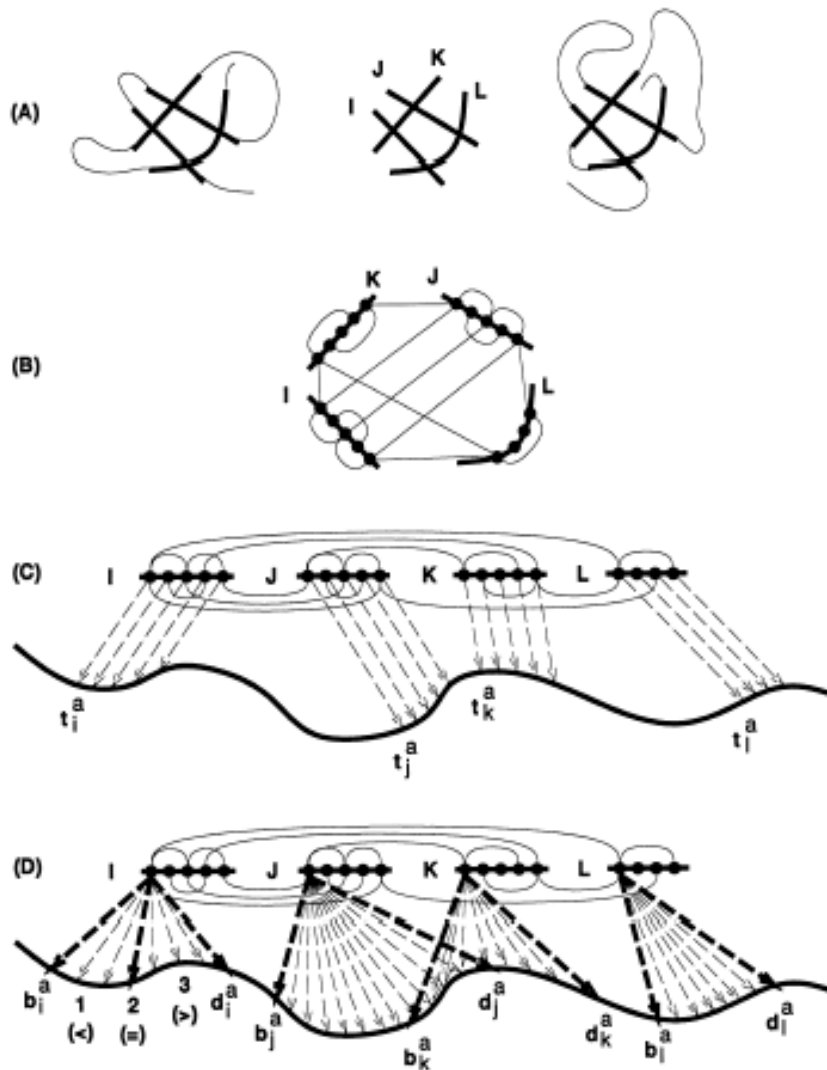 (A) I J K L
(B) K J I L
(C) I J K L
t_i^a t_j^a t_k^a t_l^a
(D) I J K L
b_i^a 1 2 3 d_i^a b_j^a b_k^a d_j^a d_k^a b_l^a d_l^a
(<) (=) (>)